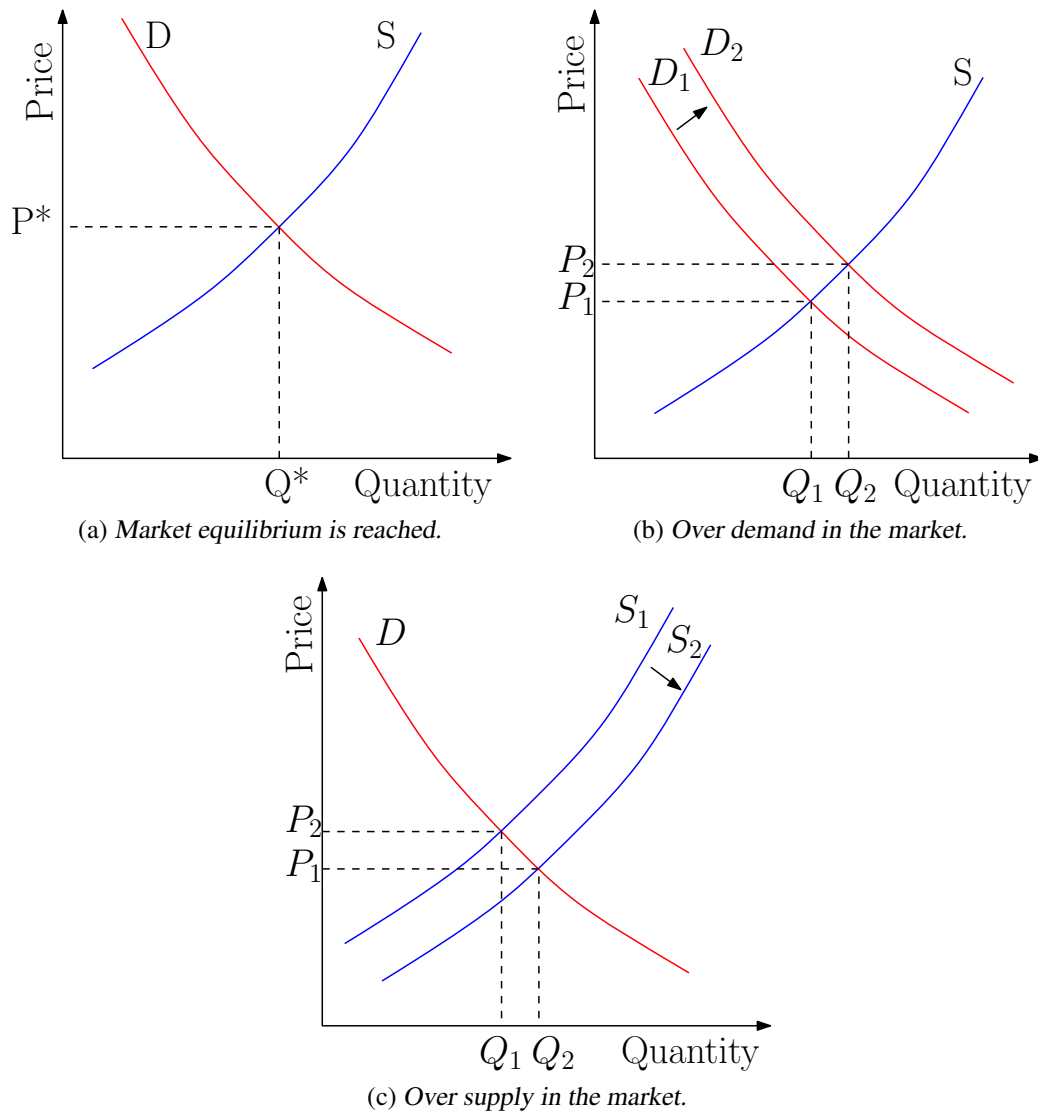 D
S
Price
P*
Q*
Quantity
(a) Market equilibrium is reached.
D₂
D₁
S
Price
P₂
P₁
Q₁
Q₂
Quantity
(b) Over demand in the market.
S₁
D
S₂
Price
P₂
P₁
Q₁
Q₂
Quantity
(c) Over supply in the market.